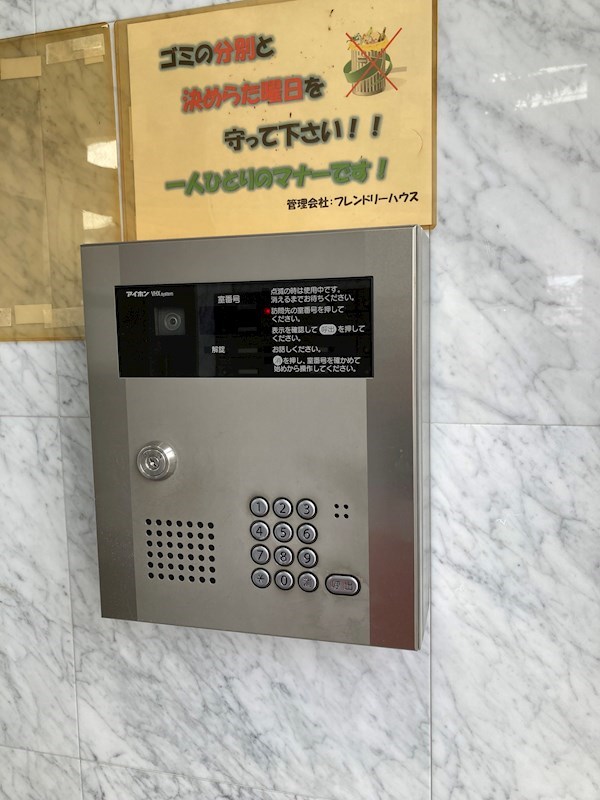 ゴミの分別と
決めらた曜日を
守って下さい！！
一人ひとりのマナーです！
管理会社：フレンドリーハウス
アイホン VHX system
室番号
点滅の時は使用中です。
消えるまでお待ちください。
訪問先の室番号を押して
ください。
表示を確認して 呼出 を押して
ください。
解錠
お話しください。
を押し、室番号を確かめて
始めから操作してください。
1 2 3
4 5 6
7 8 9
* 0
呼出